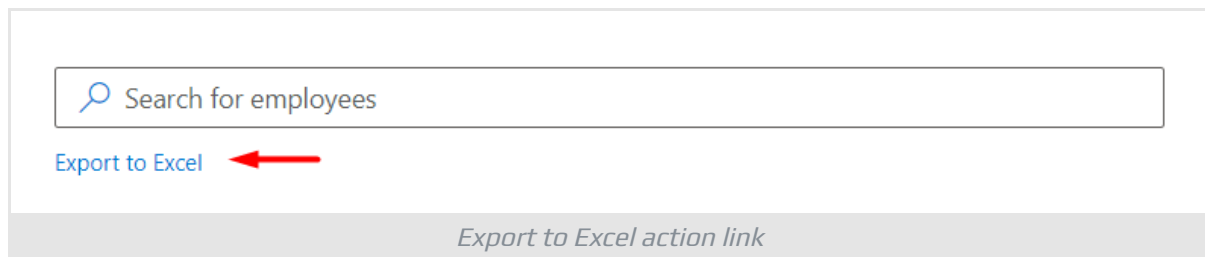 Search for employees
Export to Excel
Export to Excel action link